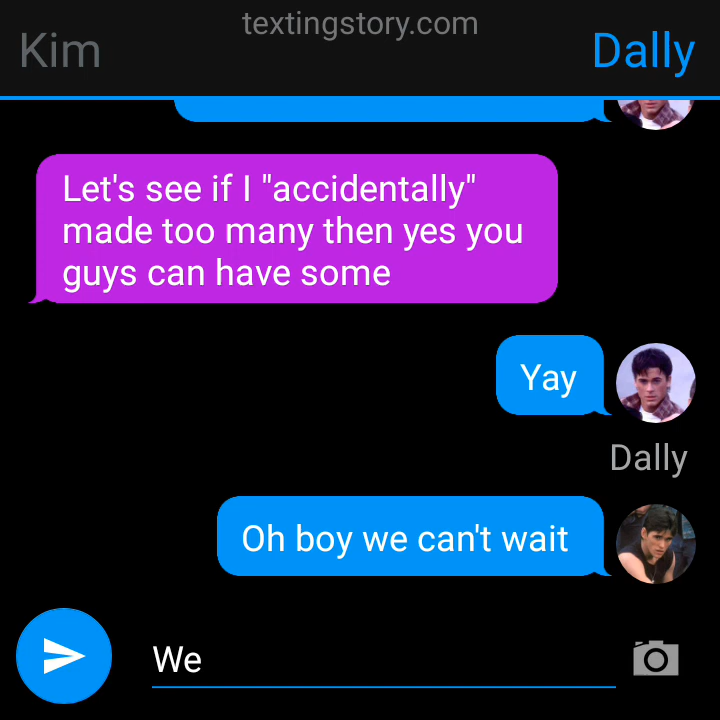 textingstory.com
Kim
Dally
Let's see if I "accidentally"
made too many then yes you
guys can have some
Yay
Dally
Oh boy we can't wait
We